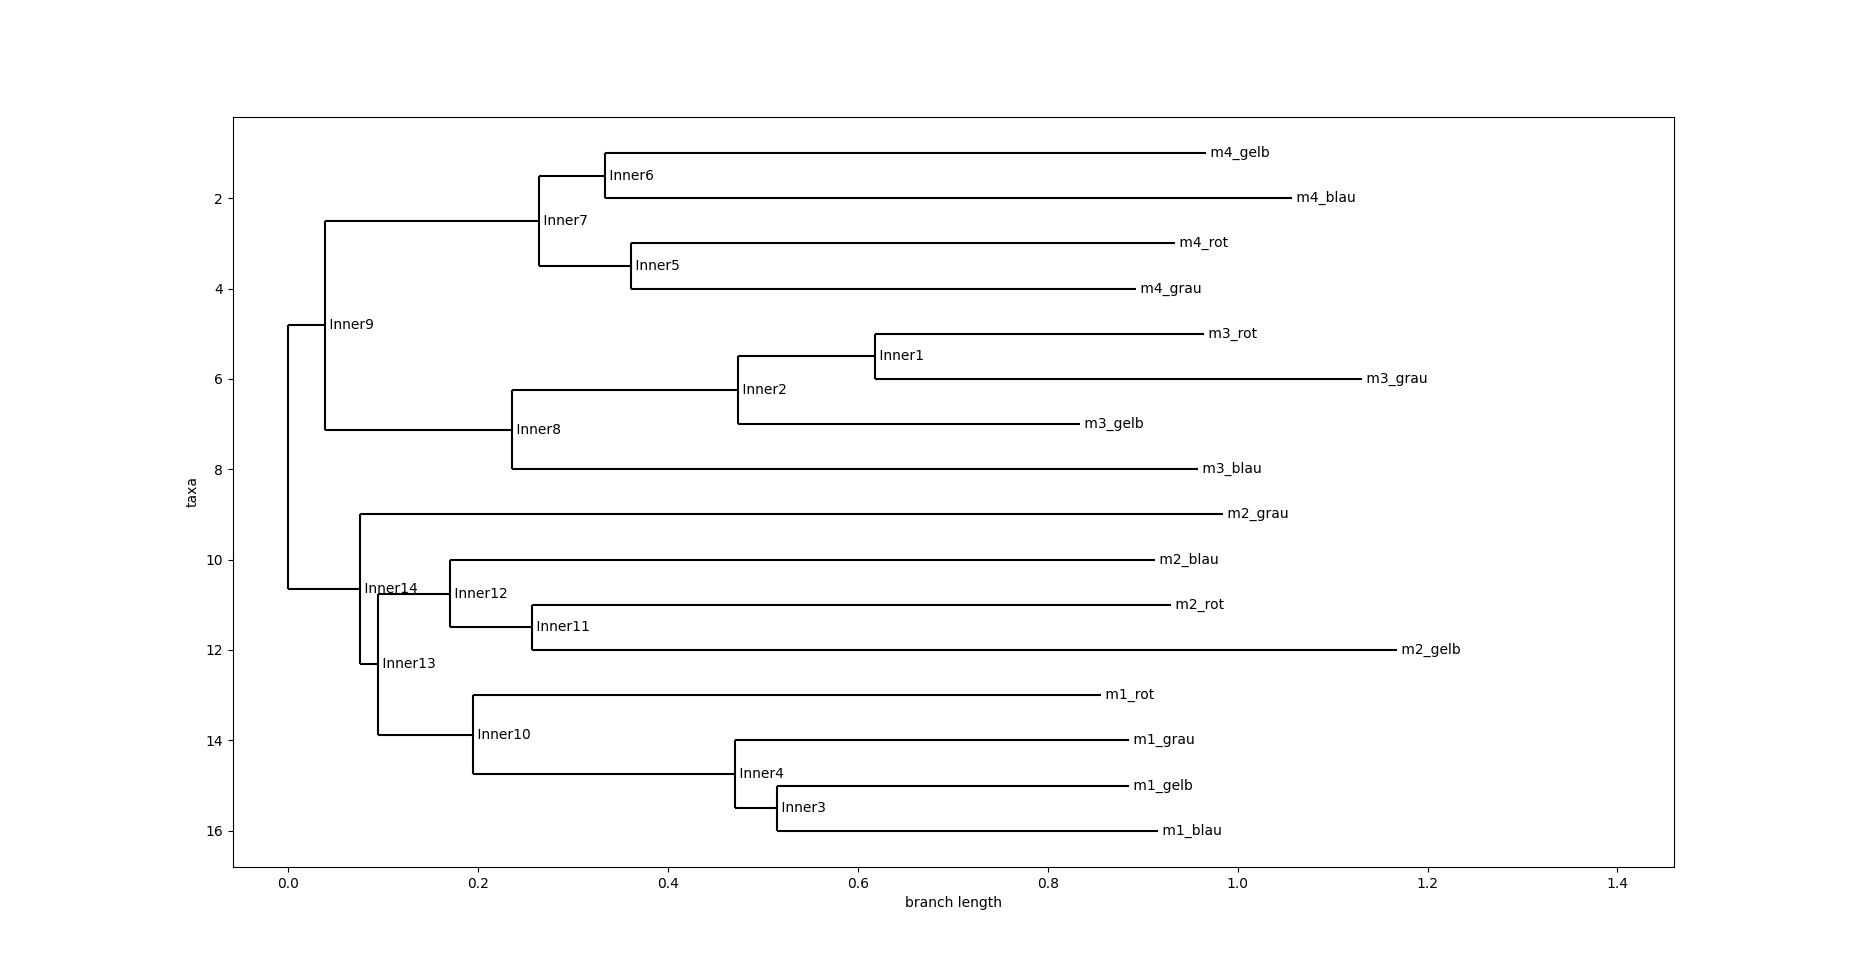 m4_gelb
Inner6
2
m4_blau
Inner7
m4_rot
Inner5
4
m4_grau
Inner9
m3_rot
Inner1
6
m3_grau
Inner2
m3_gelb
Inner8
8
m3_blau
taxa
m2_grau
10
m2_blau
Inner14
Inner12
m2_rot
Inner11
12
m2_gelb
Inner13
m1_rot
Inner10
14
m1_grau
Inner4
m1_gelb
Inner3
16
m1_blau
0.0 0.2 0.4 0.6 0.8 1.0 1.2 1.4
branch length